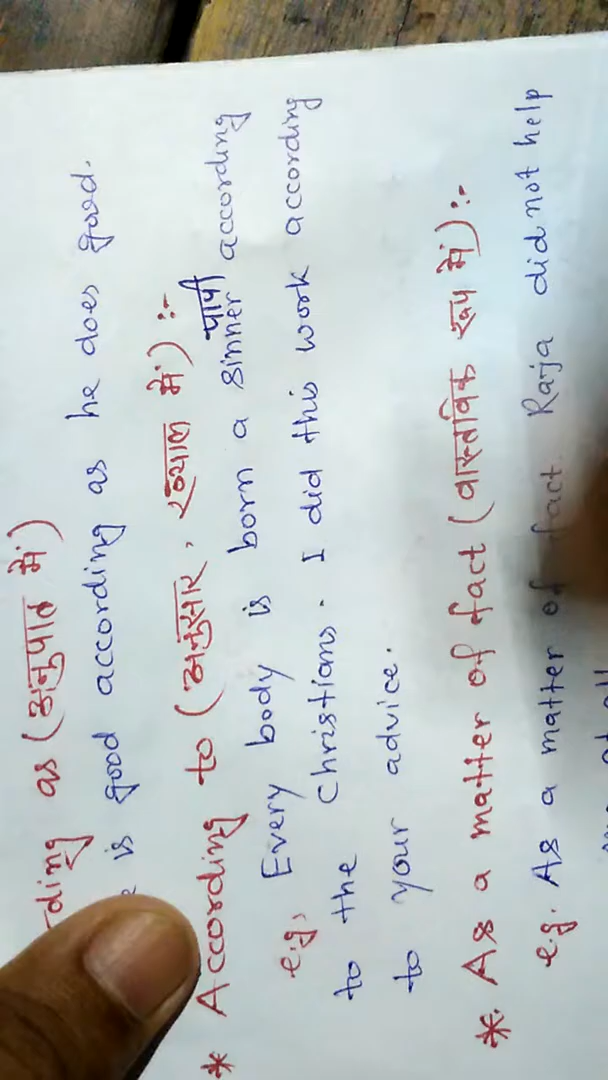 as (अनुपात में)
is good according as he does good.
* According to (अनुसार, ख्याल में) :-
पापी
e.g, Every body is born a sinner according
to the Christians. I did this work according
to your advice.
*. As a matter of fact (वास्तविक रूप में) :-
e.g. As a matter of fact Raja did not help